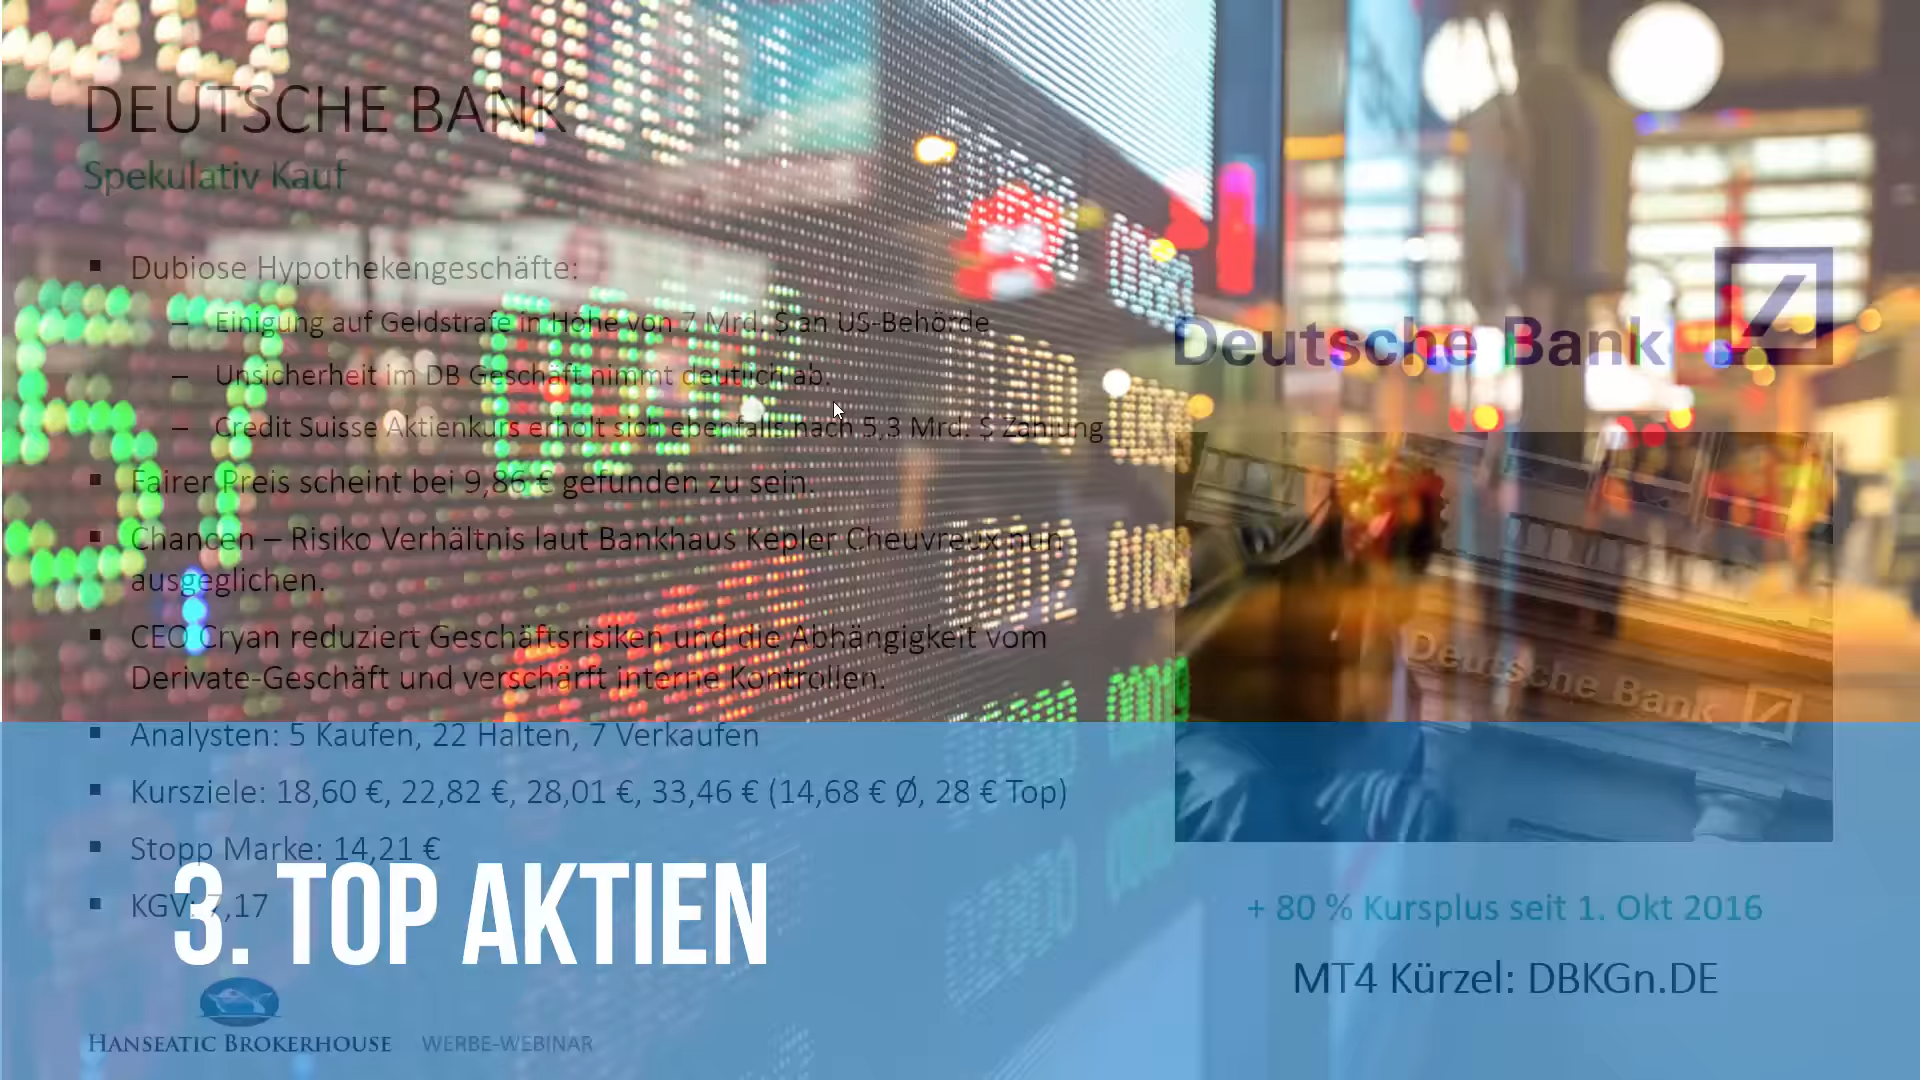 DEUTSCHE BANK
Spekulativ Kauf
▪ Dubiose Hypothekengeschäfte:
– Einigung auf Geldstrafe in Höhe von 7 Mrd. $ an US-Behörde.
– Unsicherheit im DB Geschäft nimmt deutlich ab.
– Credit Suisse Aktienkurs erholt sich ebenfalls nach 5,3 Mrd. $ Zahlung
▪ Fairer Preis scheint bei 9,86 € gefunden zu sein.
▪ Chancen – Risiko Verhältnis laut Bankhaus Kepler Cheuvreux nun
ausgeglichen.
▪ CEO Cryan reduziert Geschäftsrisiken und die Abhängigkeit vom
Derivate-Geschäft und verschärft interne Kontrollen.
▪ Analysten: 5 Kaufen, 22 Halten, 7 Verkaufen
▪ Kursziele: 18,60 €, 22,82 €, 28,01 €, 33,46 € (14,68 € Ø, 28 € Top)
▪ Stopp Marke: 14,21 €
▪ KGV: 7,17
3. TOP AKTIEN
Deutsche Bank
Deutsche Bank
+ 80 % Kursplus seit 1. Okt 2016
MT4 Kürzel: DBKGn.DE
HANSEATIC BROKERHOUSE WERBE-WEBINAR